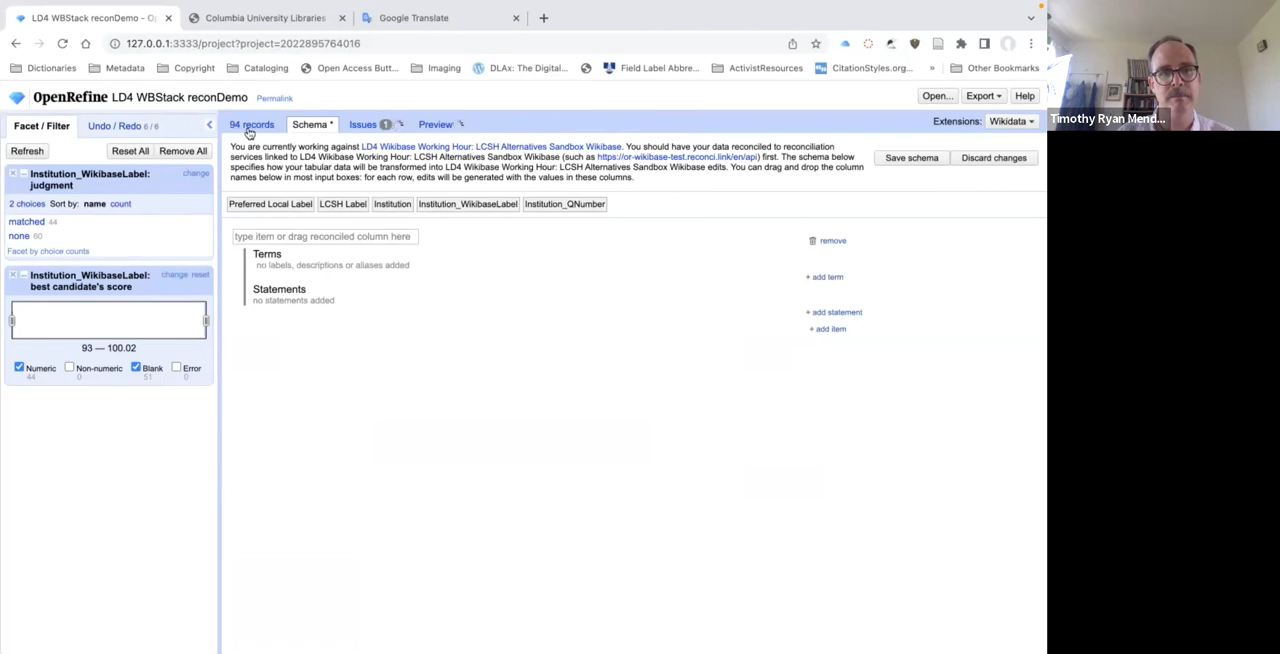 LD4 WBStack reconDemo - O
Columbia University Libraries
Google Translate
127.0.0.1:3333/project?project=2022895764016
Dictionaries
Metadata
Copyright
Cataloging
Open Access Butt...
Imaging
DLAx: The Digital...
Field Label Abbre...
ActivistResources
CitationStyles.org...
»
Other Bookmarks
OpenRefine LD4 WBStack reconDemo Permalink
Open...
Export
Help
Facet / Filter
Undo / Redo 6 / 6
94 records
Schema *
Issues 1
Preview
Extensions:
Wikidata
Refresh
Reset All
Remove All
Institution_WikibaseLabel: judgment
change
2 choices Sort by: name count
matched 44
none 60
Facet by choice counts
Institution_WikibaseLabel: best candidate's score
change reset
93 — 100.02
Numeric 44
Non-numeric 0
Blank 51
Error 0
You are currently working against LD4 Wikibase Working Hour: LCSH Alternatives Sandbox Wikibase. You should have your data reconciled to reconciliation
services linked to LD4 Wikibase Working Hour: LCSH Alternatives Sandbox Wikibase (such as https://or-wikibase-test.reconci.link/en/api) first. The schema below
specifies how your tabular data will be transformed into LD4 Wikibase Working Hour: LCSH Alternatives Sandbox Wikibase edits. You can drag and drop the column
names below in most input boxes: for each row, edits will be generated with the values in these columns.
Save schema
Discard changes
Preferred Local Label
LCSH Label
Institution
Institution_WikibaseLabel
Institution_QNumber
type item or drag reconciled column here
remove
Terms
no labels, descriptions or aliases added
+ add term
Statements
no statements added
+ add statement
+ add item
Timothy Ryan Mend...